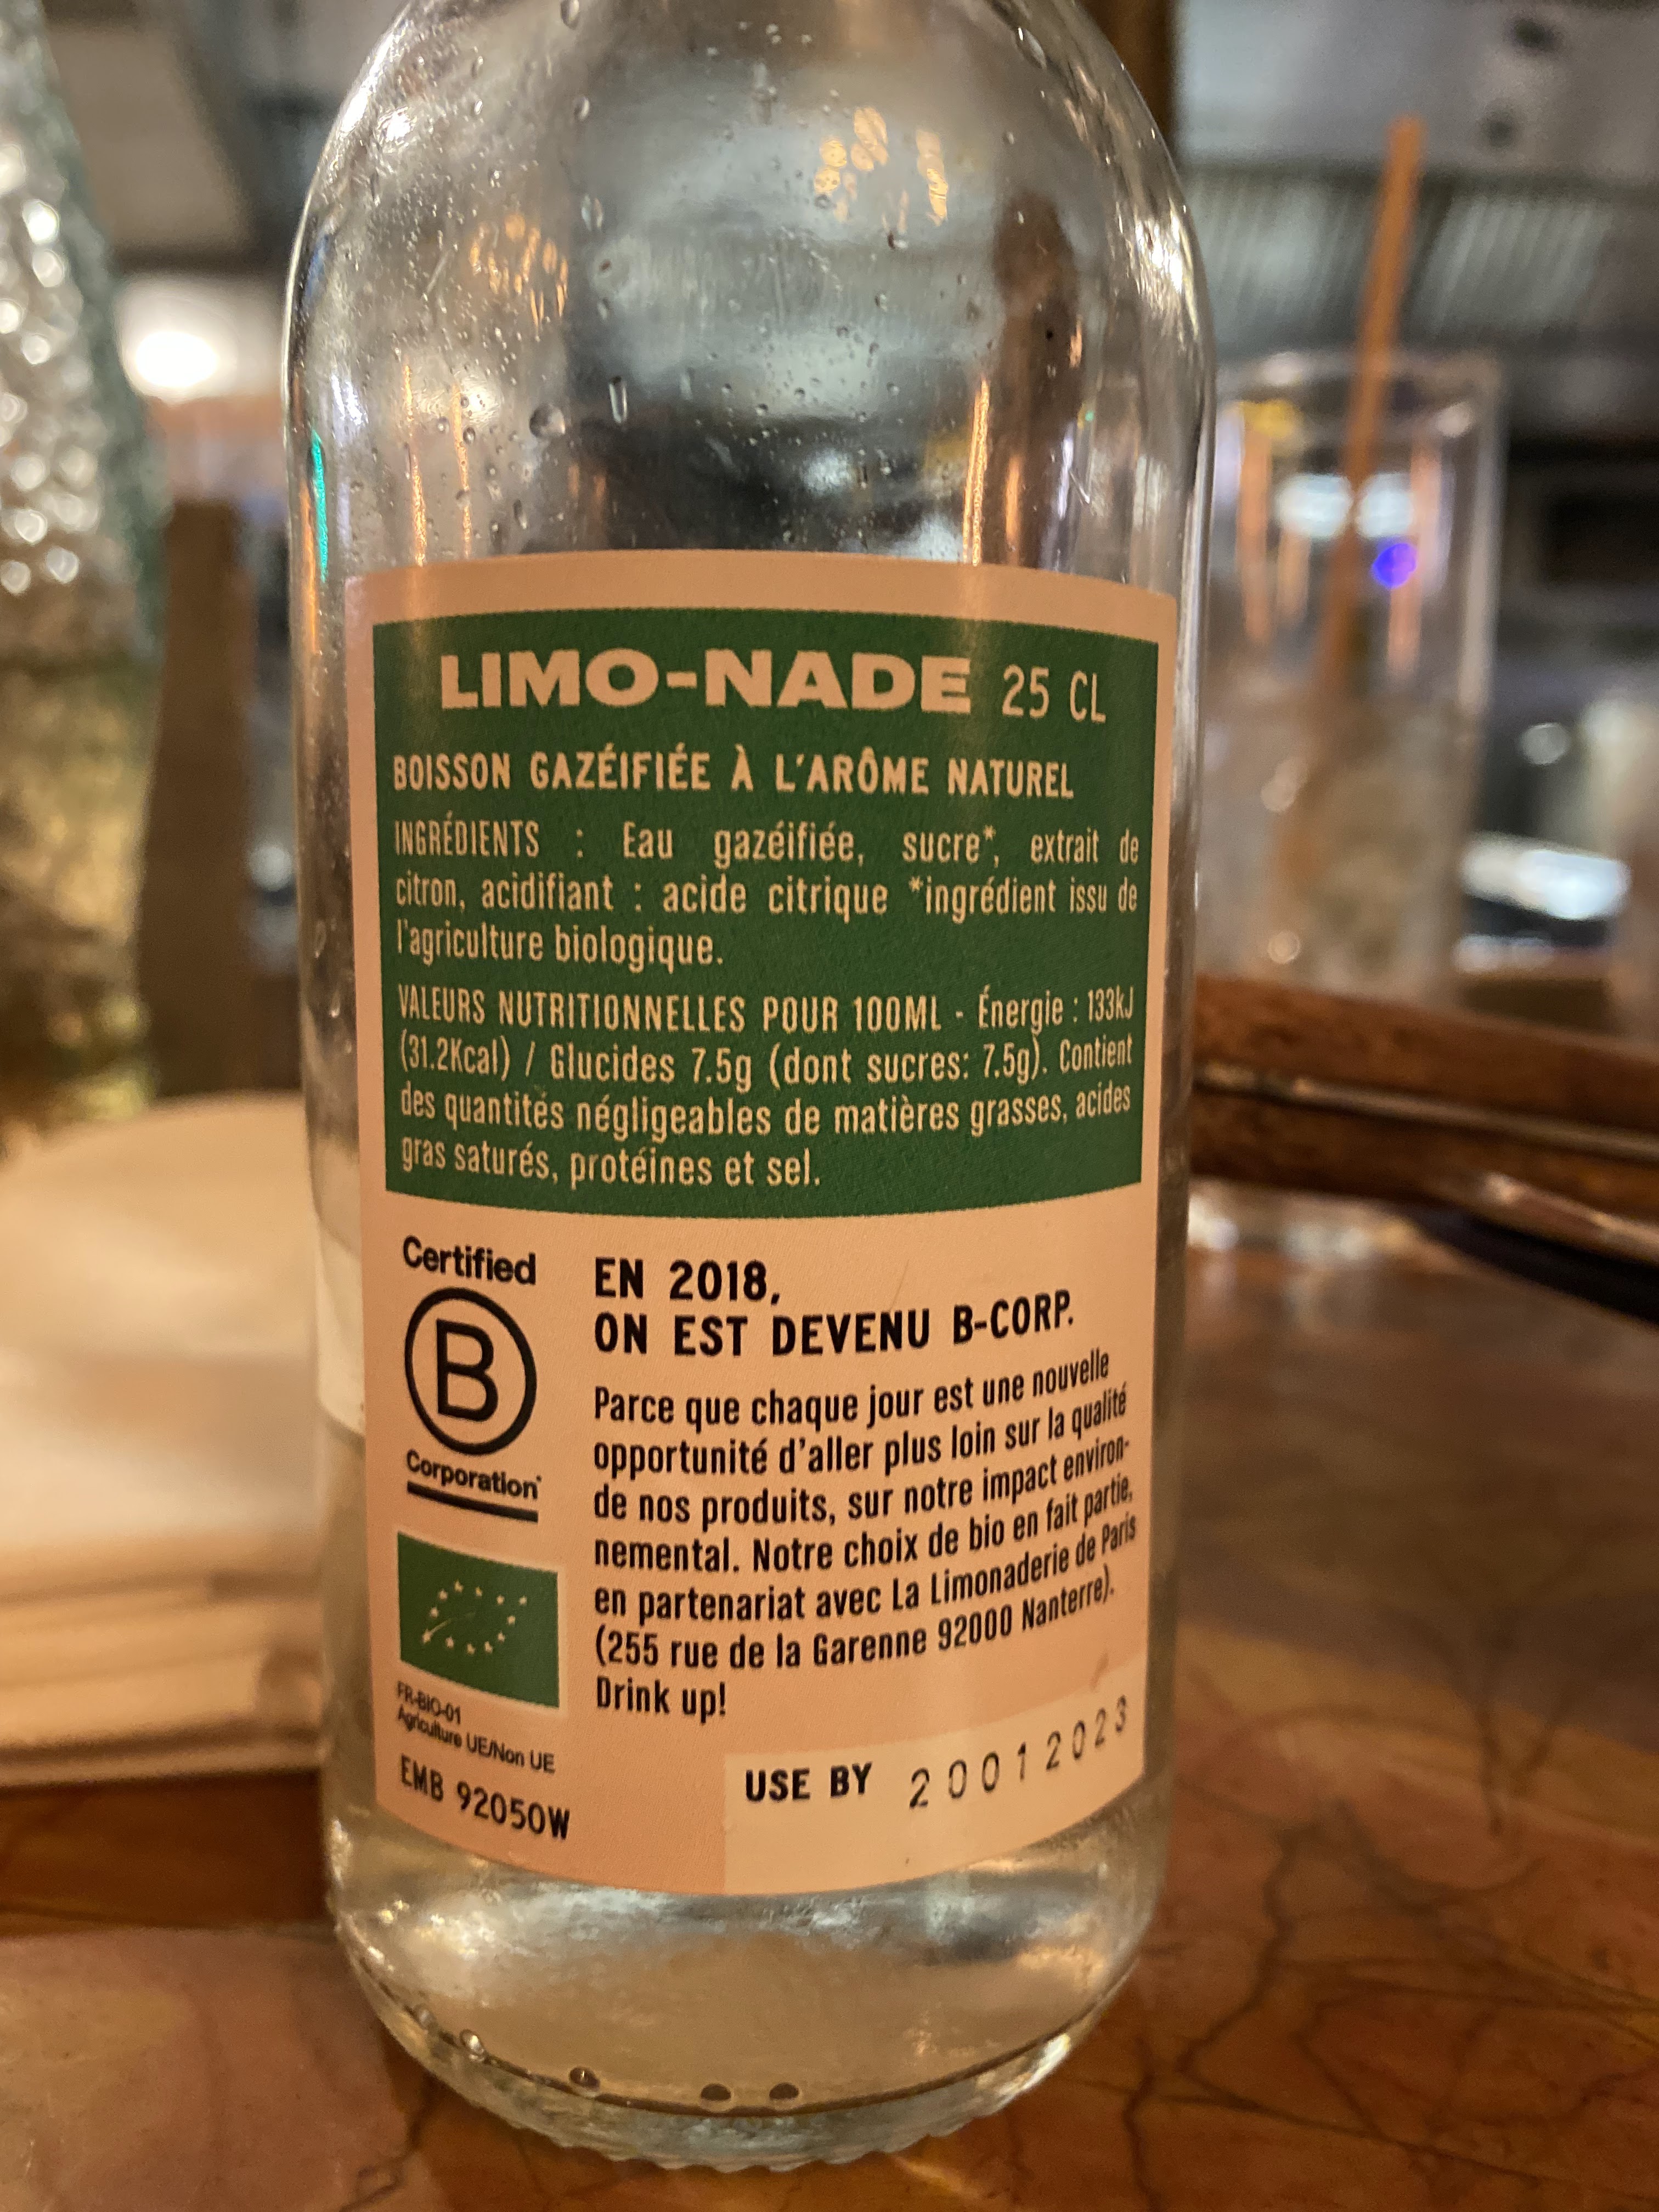 LIMO-NADE 25 CL
BOISSON GAZÉIFIÉE À L'ARÔME NATUREL
INGRÉDIENTS : Eau gazéifiée, sucre*, extrait de
citron, acidifiant : acide citrique *ingrédient issu de
l'agriculture biologique.
VALEURS NUTRITIONNELLES POUR 100ML - Énergie : 133kJ
(31.2Kcal) / Glucides 7.5g (dont sucres: 7.5g). Contient
des quantités négligeables de matières grasses, acides
gras saturés, protéines et sel.
Certified
B
Corporation
EN 2018,
ON EST DEVENU B-CORP.
Parce que chaque jour est une nouvelle
opportunité d'aller plus loin sur la qualité
de nos produits, sur notre impact environ-
nemental. Notre choix de bio en fait partie,
en partenariat avec La Limonaderie de Paris
(255 rue de la Garenne 92000 Nanterre).
Drink up!
FR-BIO-01
Agriculture UE/Non UE
EMB 92050W
USE BY 20012023